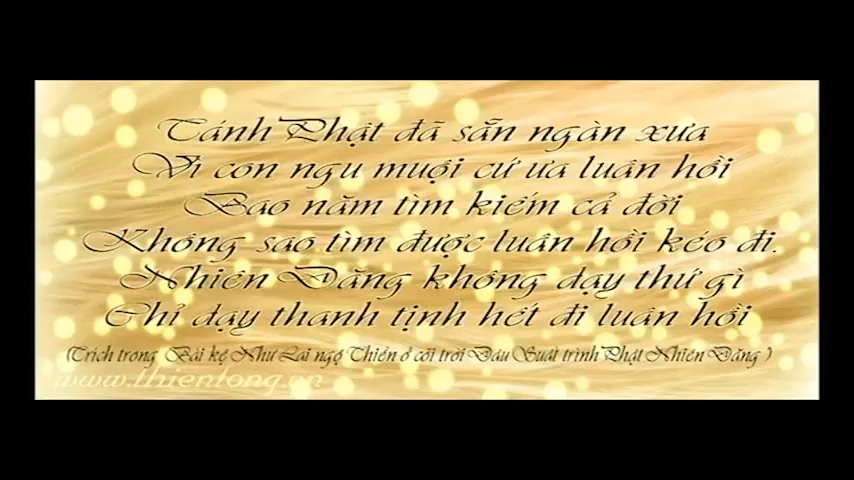 Tánh Phật đã sẵn ngàn xưa
Vì con ngu muội cứ ưa luân hồi
Bao năm tìm kiếm cả đời
Không sao tìm được luân hồi kéo đi.
Nhiên Đăng không dạy thứ gì
Chỉ dạy thanh tịnh hết đi luân hồi
(Trích trong Bài kệ Như Lai ngộ Thiền ở cõi trời Đâu Suất trình Phật Nhiên Đăng )
www.thientong.vn